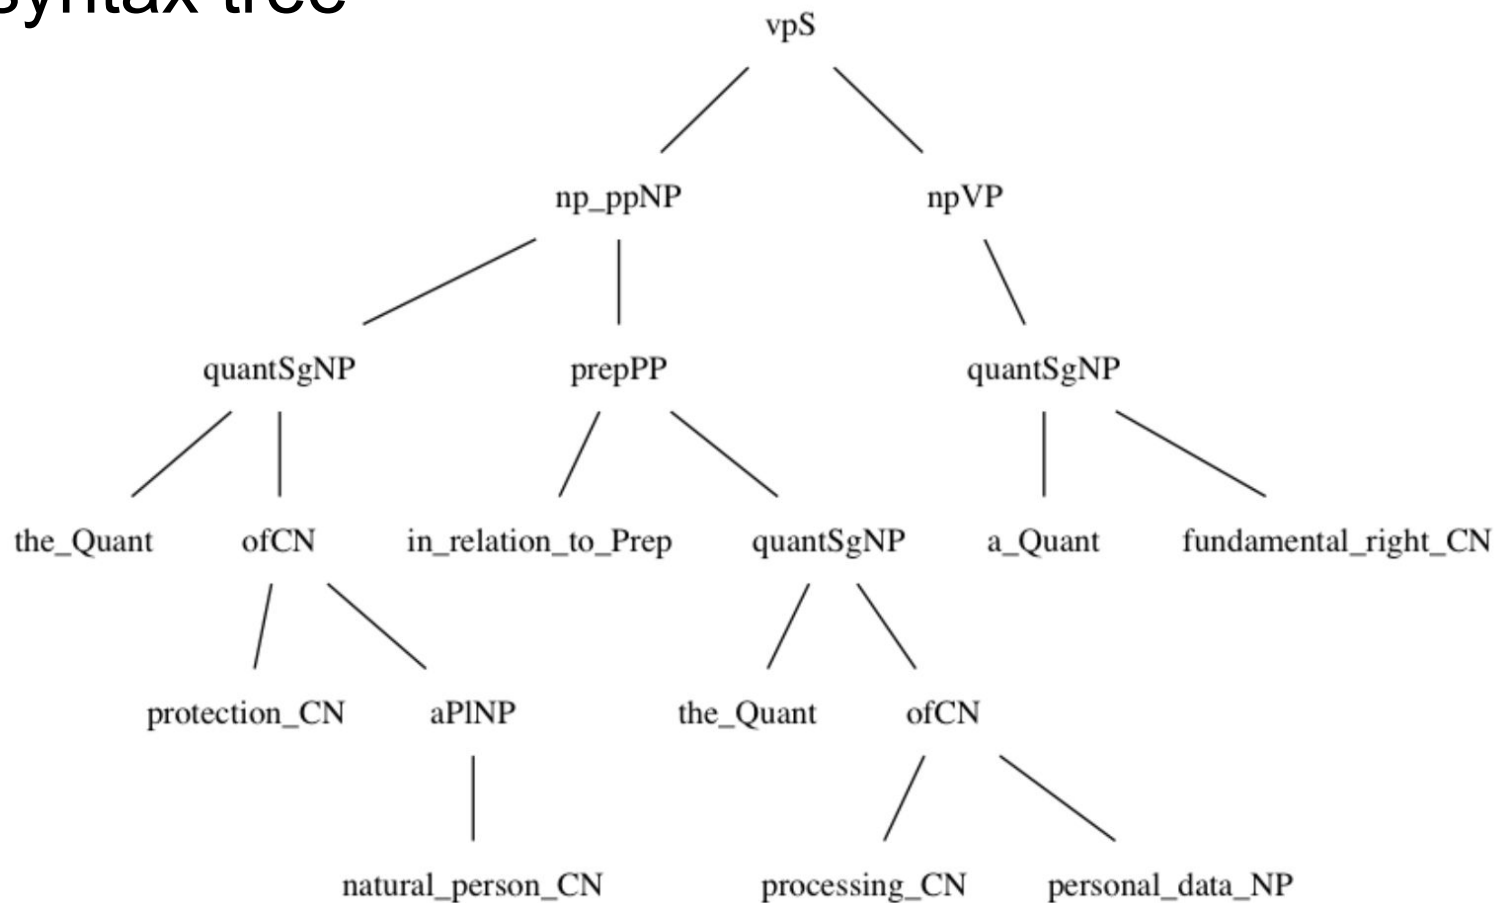 syntax tree
vpS
np_ppNP npVP
quantSgNP prepPP quantSgNP
the_Quant ofCN in_relation_to_Prep quantSgNP a_Quant fundamental_right_CN
protection_CN aPlNP the_Quant ofCN
natural_person_CN processing_CN personal_data_NP